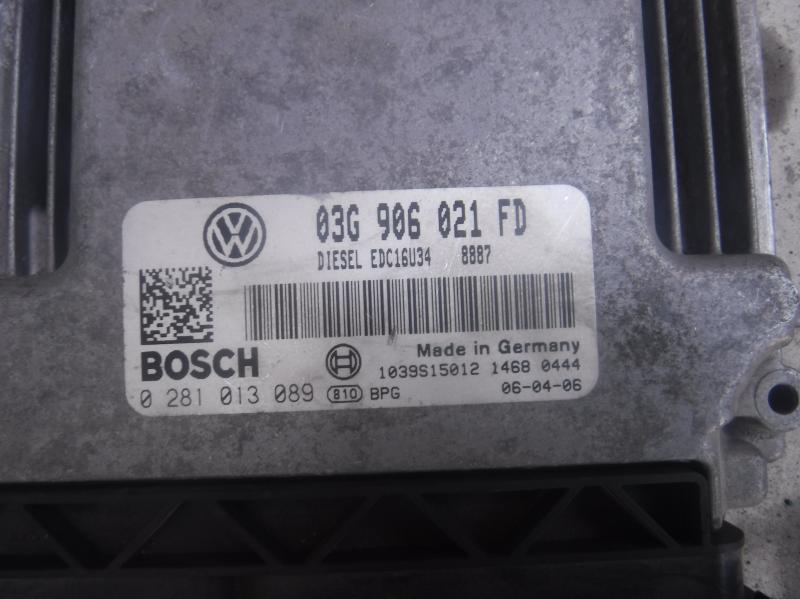 03G 906 021 FD
DIESEL EDC16U34 8887
BOSCH
Made in Germany
1039S15012 1468 0444
0 281 013 089 810 BPG
06-04-06